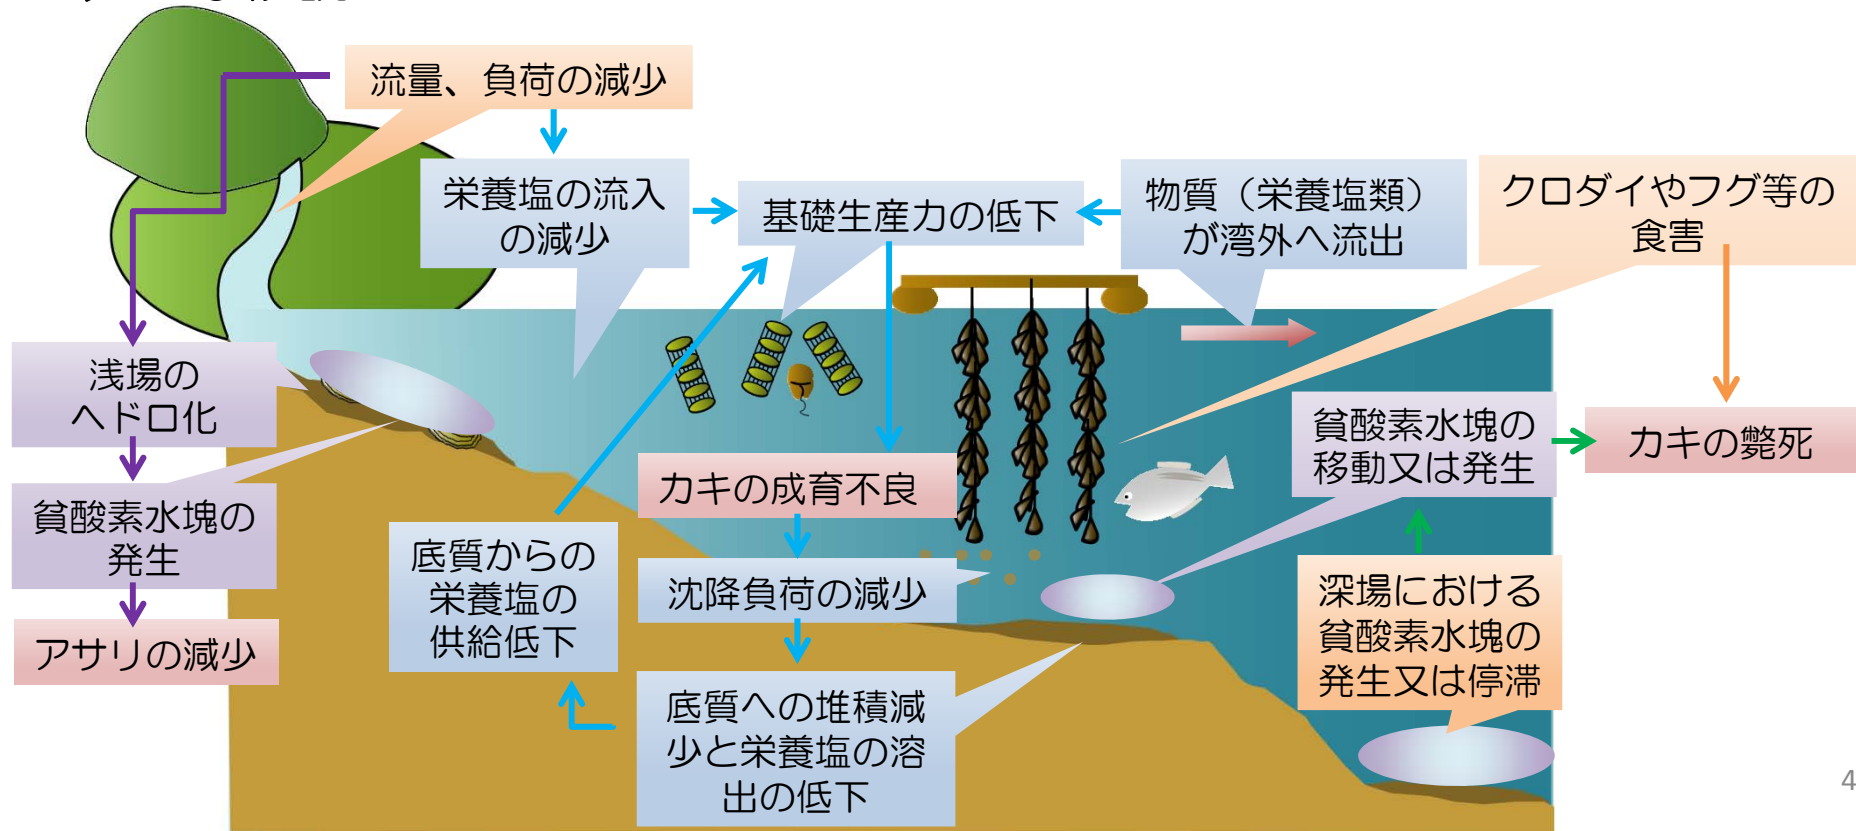 流量、負荷の減少
栄養塩の流入
の減少
基礎生産力の低下
物質（栄養塩類）
が湾外へ流出
クロダイやフグ等の
食害
浅場の
ヘドロ化
貧酸素水塊の
発生
アサリの減少
カキの成育不良
底質からの
栄養塩の
供給低下
沈降負荷の減少
底質への堆積減
少と栄養塩の溶
出の低下
貧酸素水塊の
移動又は発生
カキの斃死
深場における
貧酸素水塊の
発生又は停滞
4